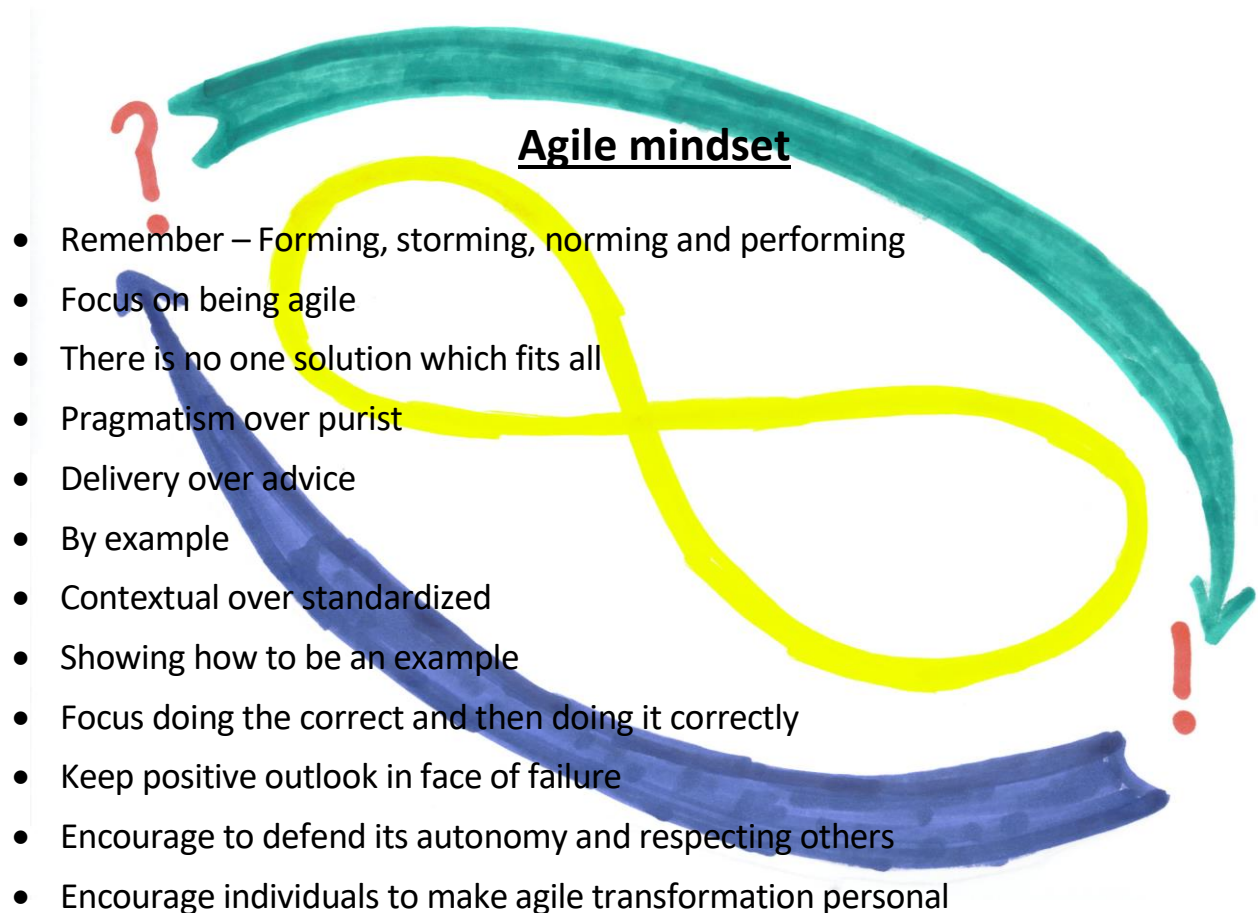 ?
Agile mindset
• Remember – Forming, storming, norming and performing
• Focus on being agile
• There is no one solution which fits all
• Pragmatism over purist
• Delivery over advice
• By example
• Contextual over standardized
• Showing how to be an example
• Focus doing the correct and then doing it correctly
• Keep positive outlook in face of failure
• Encourage to defend its autonomy and respecting others
• Encourage individuals to make agile transformation personal
!